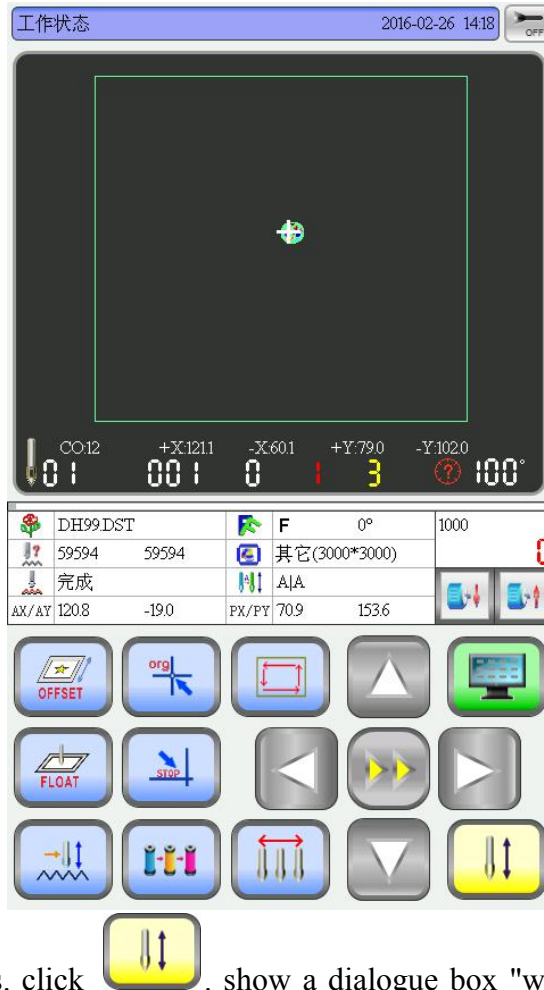 工作状态 2016-02-26 14:18
OFF
CO:12 +X:121.1 -X:60.1 +Y:79.0 -Y:102.0
01 001 0 1 3 ? 100°
DH99.DST F 0° 1000
? 59594 59594 其它(3000*3000) 0
完成 A A|A
AX/AY 120.8 -19.0 PX/PY 70.9 153.6
OFFSET org
FLOAT STOP
s, click , show a dialogue box "w